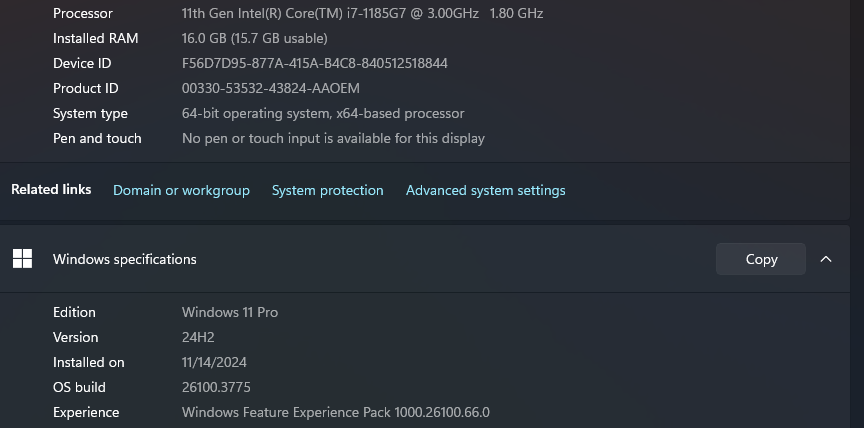 Processor 11th Gen Intel(R) Core(TM) i7-1185G7 @ 3.00GHz 1.80 GHz
Installed RAM 16.0 GB (15.7 GB usable)
Device ID F56D7D95-877A-415A-B4C8-840512518844
Product ID 00330-53532-43824-AAOEM
System type 64-bit operating system, x64-based processor
Pen and touch No pen or touch input is available for this display
Related links Domain or workgroup System protection Advanced system settings
Windows specifications Copy
Edition Windows 11 Pro
Version 24H2
Installed on 11/14/2024
OS build 26100.3775
Experience Windows Feature Experience Pack 1000.26100.66.0